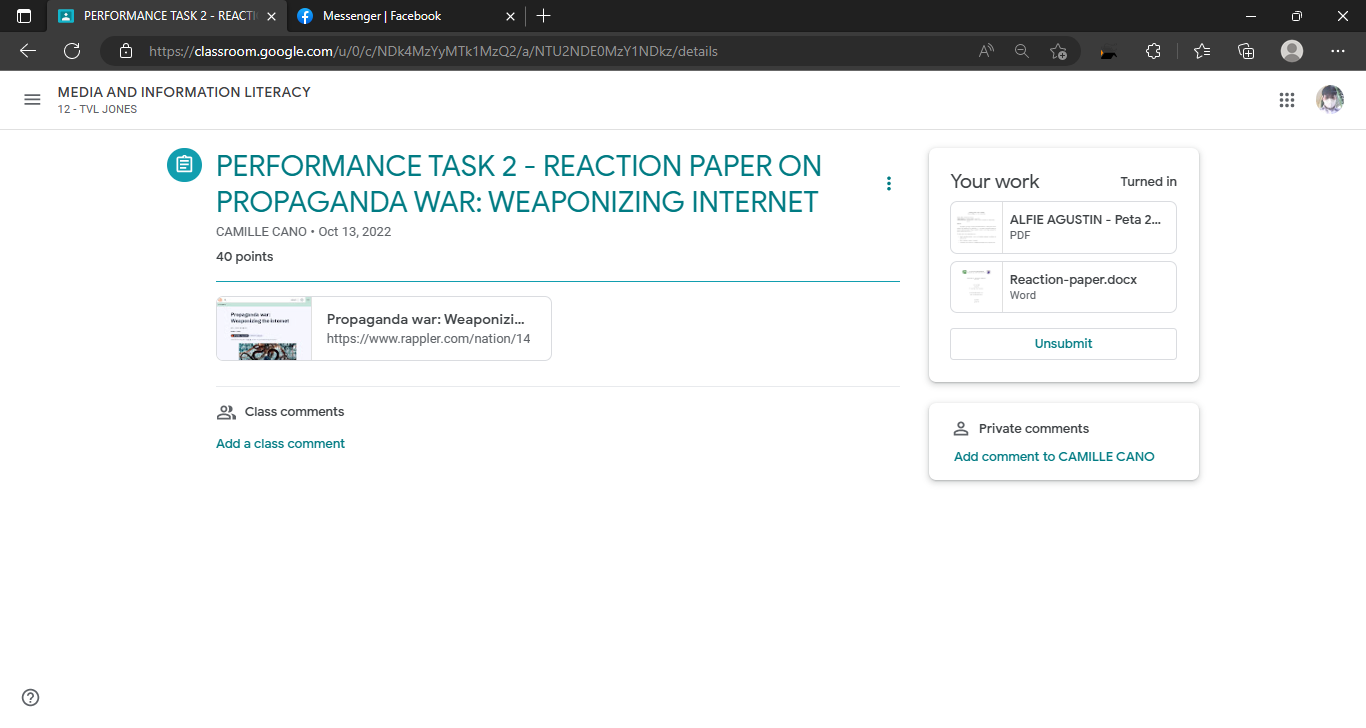 PERFORMANCE TASK 2 - REACTI
Messenger | Facebook
https://classroom.google.com/u/0/c/NDk4MzYyMTk1MzQ2/a/NTU2NDE0MzY1NDkz/details
MEDIA AND INFORMATION LITERACY
12 - TVL JONES
PERFORMANCE TASK 2 - REACTION PAPER ON
PROPAGANDA WAR: WEAPONIZING INTERNET
CAMILLE CANO • Oct 13, 2022
40 points
Propaganda war:
Weaponizing the internet
Propaganda war: Weaponizi...
https://www.rappler.com/nation/14
Class comments
Add a class comment
Your work
Turned in
ALFIE AGUSTIN - Peta 2...
PDF
Reaction-paper.docx
Word
Unsubmit
Private comments
Add comment to CAMILLE CANO